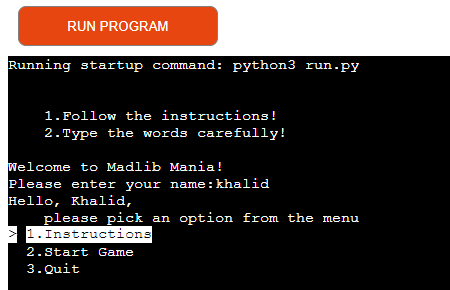 RUN PROGRAM
Running startup command: python3 run.py
1.Follow the instructions!
2.Type the words carefully!
Welcome to Madlib Mania!
Please enter your name:khalid
Hello, Khalid,
please pick an option from the menu
> 1.Instructions
2.Start Game
3.Quit